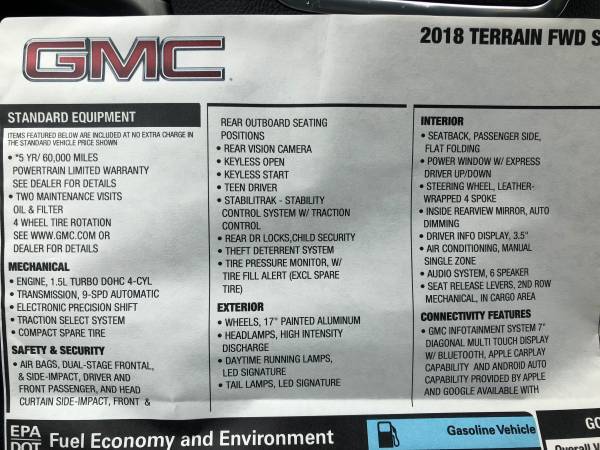 GMC
2018 TERRAIN FWD S
STANDARD EQUIPMENT
ITEMS FEATURED BELOW ARE INCLUDED AT NO EXTRA CHARGE IN
THE STANDARD VEHICLE PRICE SHOWN
• *5 YR/ 60,000 MILES
POWERTRAIN LIMITED WARRANTY
SEE DEALER FOR DETAILS
• TWO MAINTENANCE VISITS
OIL & FILTER
4 WHEEL TIRE ROTATION
SEE WWW.GMC.COM OR
DEALER FOR DETAILS
MECHANICAL
• ENGINE, 1.5L TURBO DOHC 4-CYL
• TRANSMISSION, 9-SPD AUTOMATIC
• ELECTRONIC PRECISION SHIFT
• TRACTION SELECT SYSTEM
• COMPACT SPARE TIRE
SAFETY & SECURITY
• AIR BAGS, DUAL-STAGE FRONTAL,
& SIDE-IMPACT, DRIVER AND
FRONT PASSENGER, AND HEAD
CURTAIN SIDE-IMPACT, FRONT &
REAR OUTBOARD SEATING
POSITIONS
• REAR VISION CAMERA
• KEYLESS OPEN
• KEYLESS START
• TEEN DRIVER
• STABILITRAK - STABILITY
CONTROL SYSTEM W/ TRACTION
CONTROL
• REAR DR LOCKS,CHILD SECURITY
• THEFT DETERRENT SYSTEM
• TIRE PRESSURE MONITOR, W/
TIRE FILL ALERT (EXCL SPARE
TIRE)
EXTERIOR
• WHEELS, 17" PAINTED ALUMINUM
• HEADLAMPS, HIGH INTENSITY
DISCHARGE
• DAYTIME RUNNING LAMPS,
LED SIGNATURE
• TAIL LAMPS, LED SIGNATURE
INTERIOR
• SEATBACK, PASSENGER SIDE,
FLAT FOLDING
• POWER WINDOW W/ EXPRESS
DRIVER UP/DOWN
• STEERING WHEEL, LEATHER-
WRAPPED 4 SPOKE
• INSIDE REARVIEW MIRROR, AUTO
DIMMING
• DRIVER INFO DISPLAY, 3.5"
• AIR CONDITIONING, MANUAL
SINGLE ZONE
• AUDIO SYSTEM, 6 SPEAKER
• SEAT RELEASE LEVERS, 2ND ROW
MECHANICAL, IN CARGO AREA
CONNECTIVITY FEATURES
• GMC INFOTAINMENT SYSTEM 7"
DIAGONAL MULTI TOUCH DISPLAY
W/ BLUETOOTH, APPLE CARPLAY
CAPABILITY AND ANDROID AUTO
CAPABILITY PROVIDED BY APPLE
AND GOOGLE AVAILABLE WITH
EPA
DOT
Fuel Economy and Environment
Gasoline Vehicle
GO
Overall V